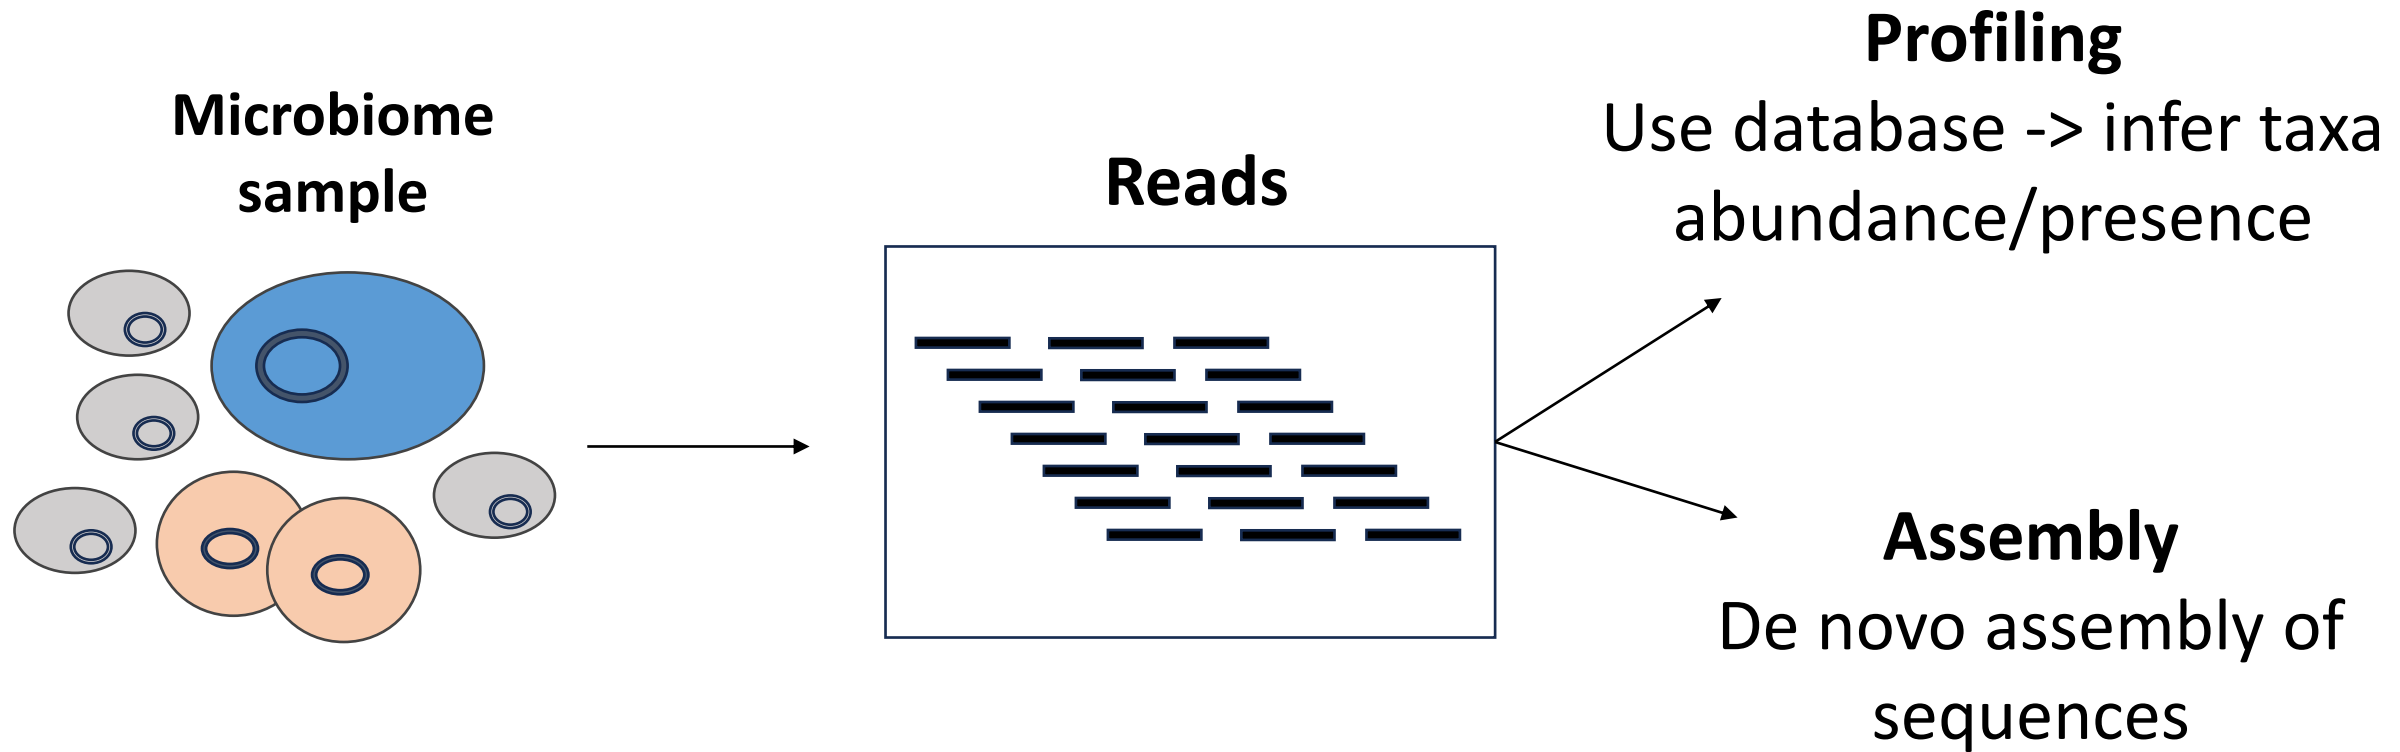 Microbiome
sample
Reads
Profiling
Use database -> infer taxa
abundance/presence
Assembly
De novo assembly of
sequences